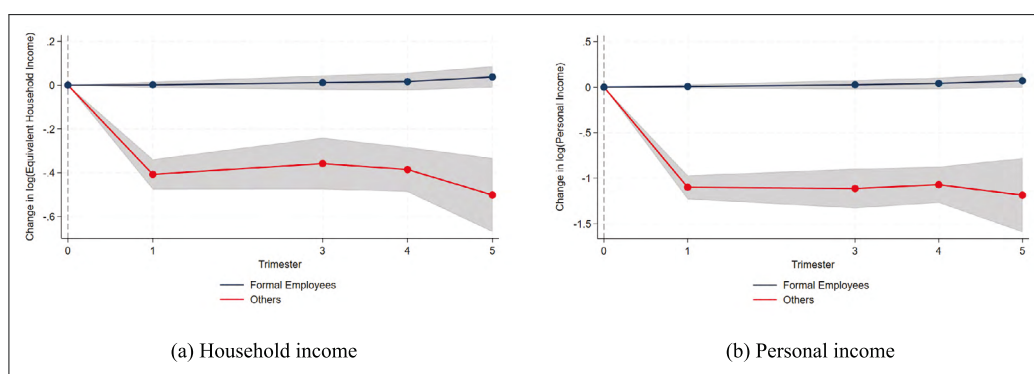 Change in log(Equivalent Household Income)
.2
0
-.2
-.4
-.6
0
1
3
4
5
Trimester
Formal Employees
Others
(a) Household income
Change in log(Personal Income)
.5
0
-.5
-1
-1.5
0
1
3
4
5
Trimester
Formal Employees
Others
(b) Personal income